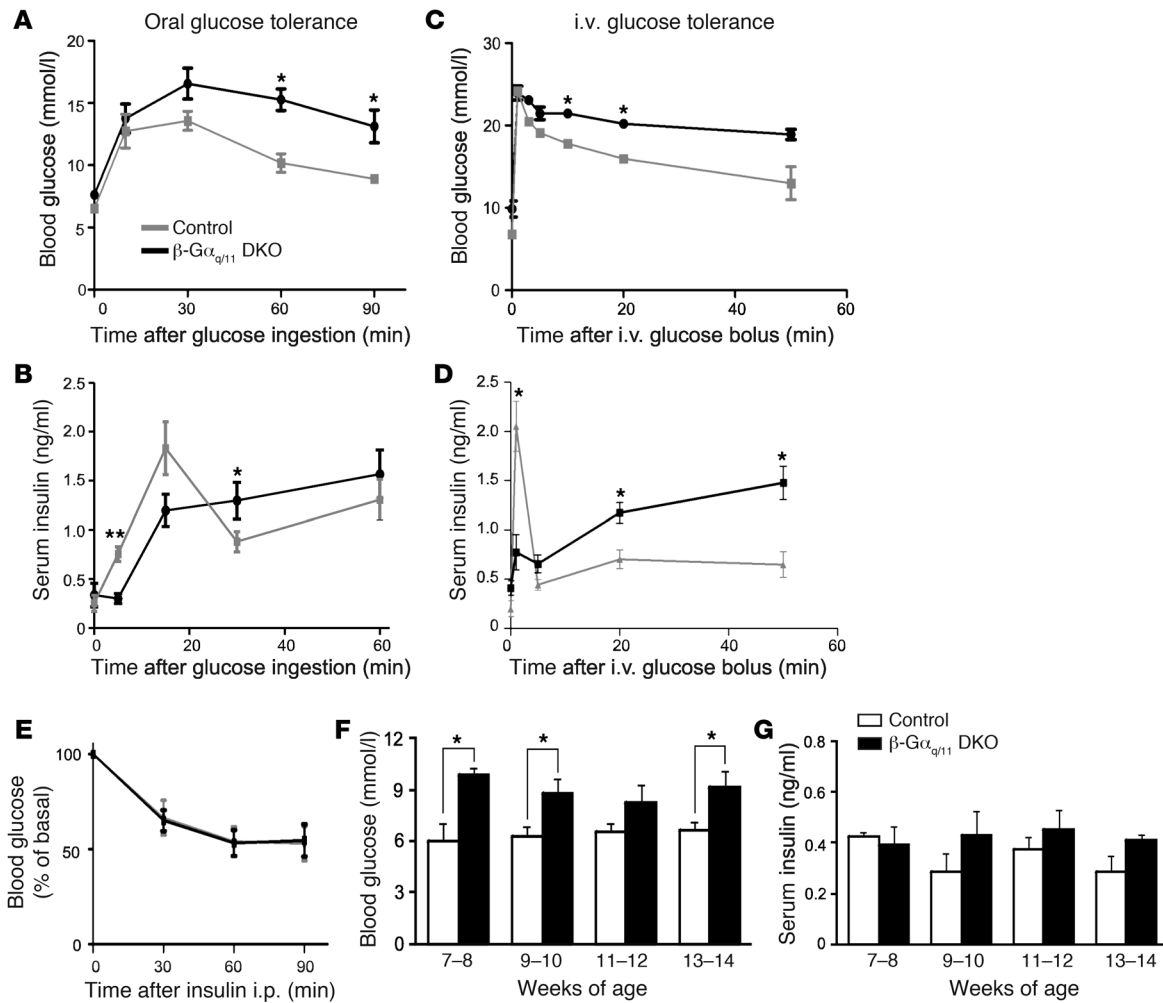 A Oral glucose tolerance
Blood glucose (mmol/l)
20
15
10
5
0
Control
β-Gαq/11 DKO
*
*
0 30 60 90
Time after glucose ingestion (min)
C i.v. glucose tolerance
Blood glucose (mmol/l)
30
20
10
0
*
*
0 20 40 60
Time after i.v. glucose bolus (min)
B
Serum insulin (ng/ml)
2.5
2.0
1.5
1.0
0.5
0
**
*
0 20 40 60
Time after glucose ingestion (min)
D
Serum insulin (ng/ml)
2.5
2.0
1.5
1.0
0.5
0
*
*
*
0 20 40 60
Time after i.v. glucose bolus (min)
E
Blood glucose
(% of basal)
100
50
0
0 30 60 90
Time after insulin i.p. (min)
F
Blood glucose (mmol/l)
12
9
6
3
0
*
*
*
7–8 9–10 11–12 13–14
Weeks of age
G
Control
β-Gαq/11 DKO
Serum insulin (ng/ml)
0.8
0.6
0.4
0.2
0
7–8 9–10 11–12 13–14
Weeks of age